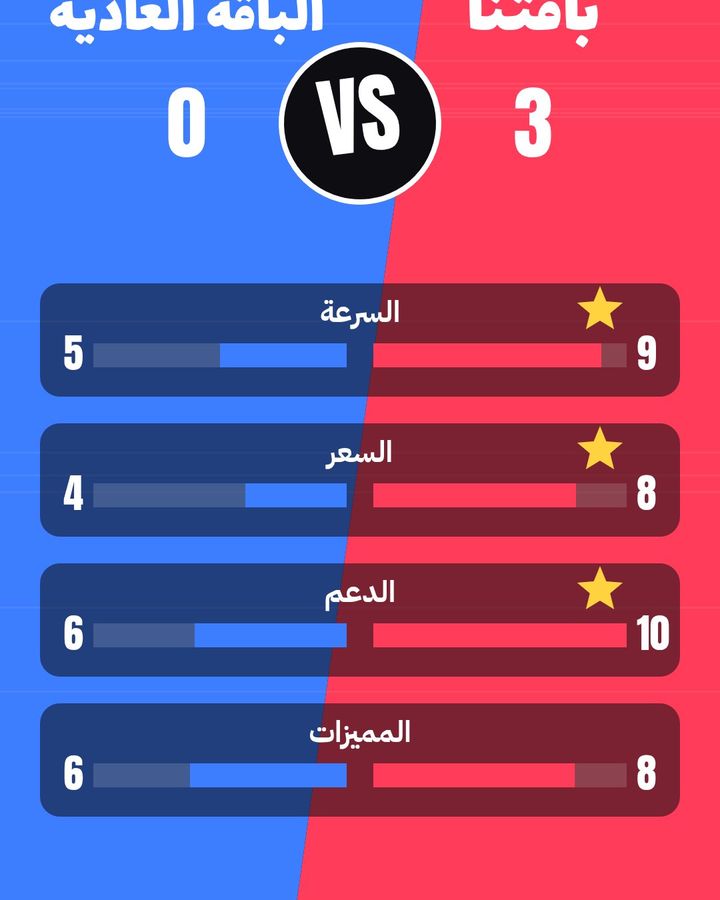 باقتنا
الباقة العادية
3 VS 0
السرعة
9 5
السعر
8 4
الدعم
10 6
المميزات
8 6